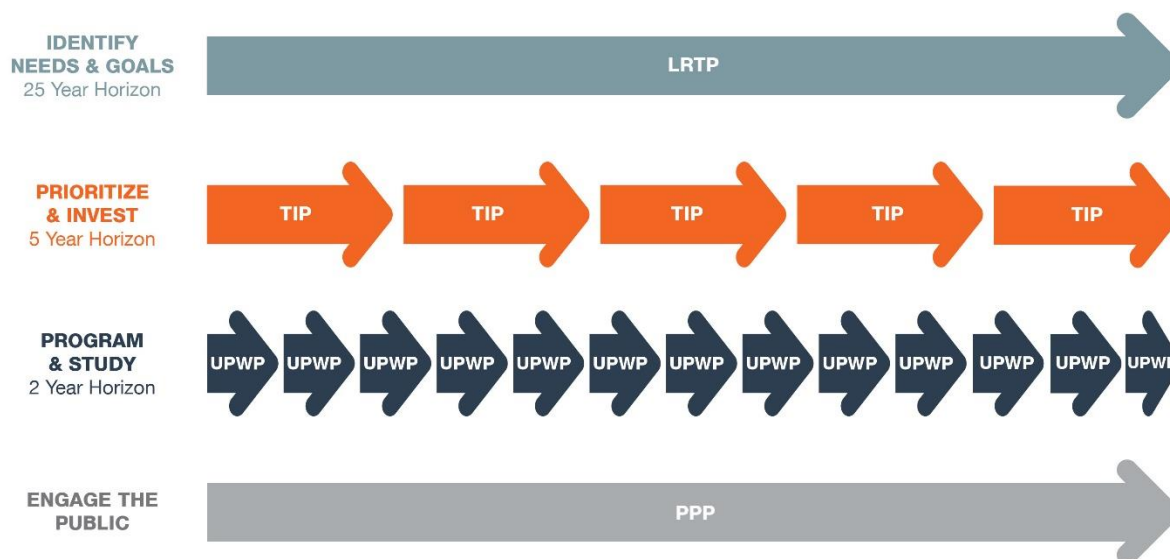 IDENTIFY
NEEDS & GOALS
25 Year Horizon
LRTP
PRIORITIZE
& INVEST
5 Year Horizon
TIP TIP TIP TIP TIP
PROGRAM
& STUDY
2 Year Horizon
UPWP UPWP UPWP UPWP UPWP UPWP UPWP UPWP UPWP UPWP UPWP UPWP UPWP
ENGAGE THE
PUBLIC
PPP